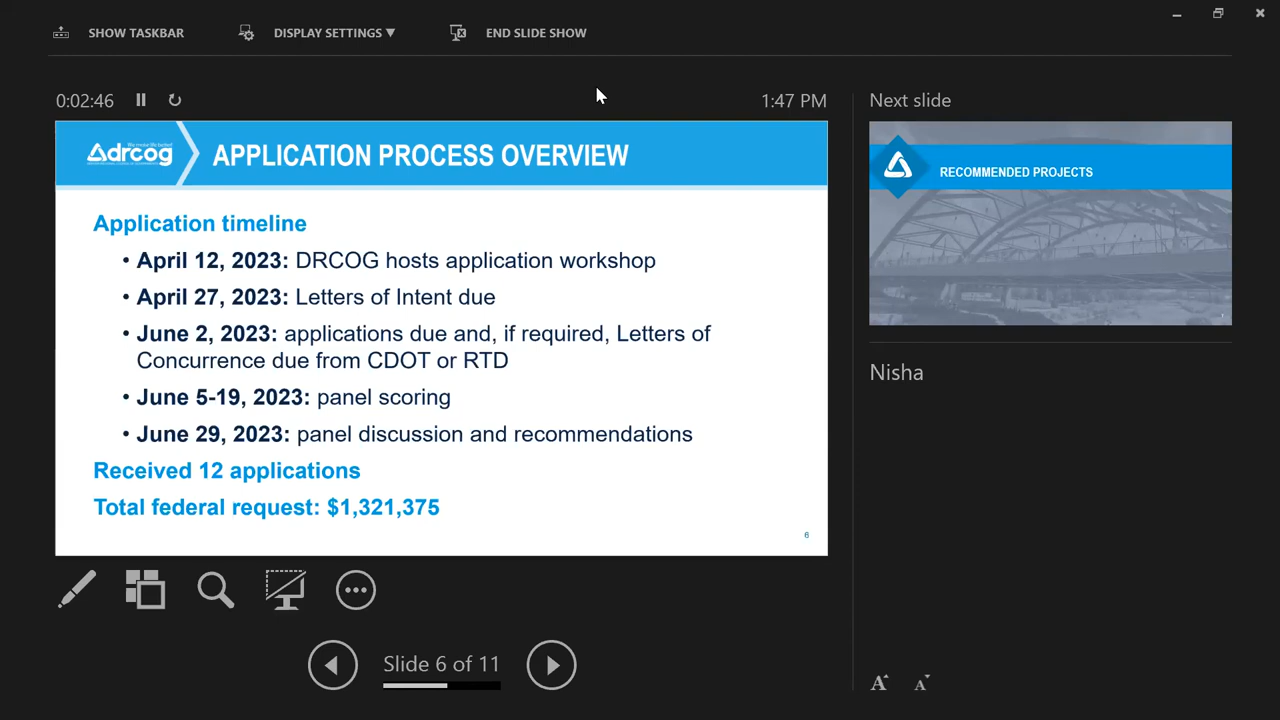 SHOW TASKBAR
DISPLAY SETTINGS ▼
END SLIDE SHOW
0:02:46
1:47 PM
drcog
APPLICATION PROCESS OVERVIEW
Application timeline
• April 12, 2023: DRCOG hosts application workshop
• April 27, 2023: Letters of Intent due
• June 2, 2023: applications due and, if required, Letters of
Concurrence due from CDOT or RTD
• June 5-19, 2023: panel scoring
• June 29, 2023: panel discussion and recommendations
Received 12 applications
Total federal request: $1,321,375
6
Slide 6 of 11
Next slide
RECOMMENDED PROJECTS
Nisha
A A